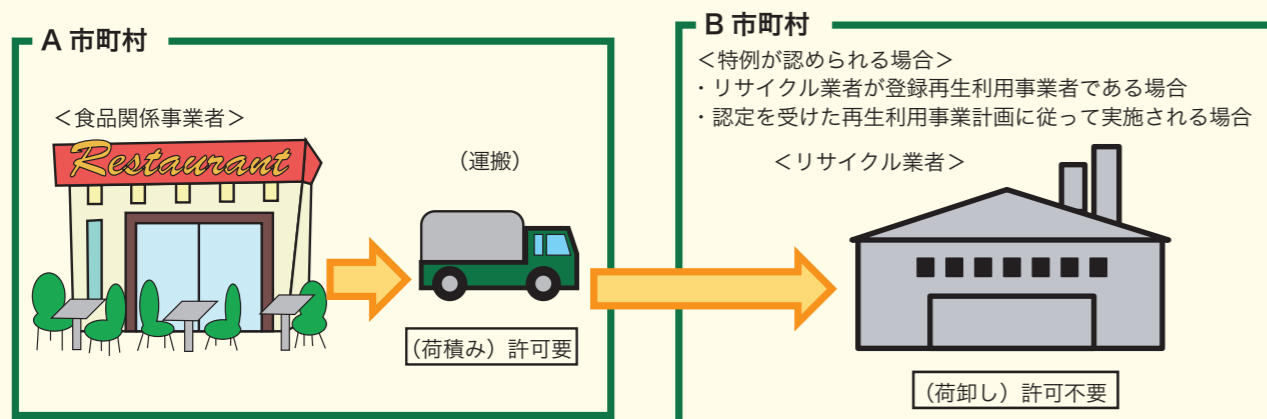 A 市町村
＜食品関係事業者＞
Restaurant
（運搬）
（荷積み）許可要
B 市町村
＜特例が認められる場合＞
・リサイクル業者が登録再生利用事業者である場合
・認定を受けた再生利用事業計画に従って実施される場合
＜リサイクル業者＞
（荷卸し）許可不要